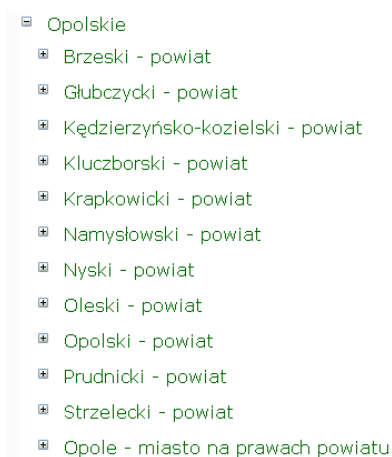 Opolskie
Brzeski - powiat
Głubczycki - powiat
Kędzierzyńsko-kozielski - powiat
Kluczborski - powiat
Krapkowicki - powiat
Namysłowski - powiat
Nyski - powiat
Oleski - powiat
Opolski - powiat
Prudnicki - powiat
Strzelecki - powiat
Opole - miasto na prawach powiatu